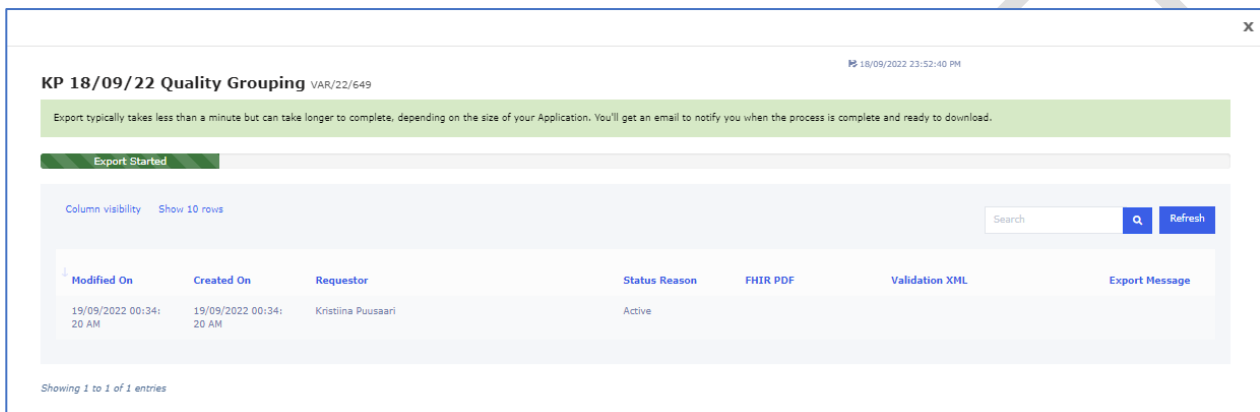 x
18/09/2022 23:52:40 PM
KP 18/09/22 Quality Grouping VAR/22/649
Export typically takes less than a minute but can take longer to complete, depending on the size of your Application. You'll get an email to notify you when the process is complete and ready to download.
Export Started
Column visibility Show 10 rows
Search Refresh
Modified On Created On Requestor Status Reason FHIR PDF Validation XML Export Message
19/09/2022 00:34: 19/09/2022 00:34: Kristiina Puusaari Active
20 AM 20 AM
Showing 1 to 1 of 1 entries